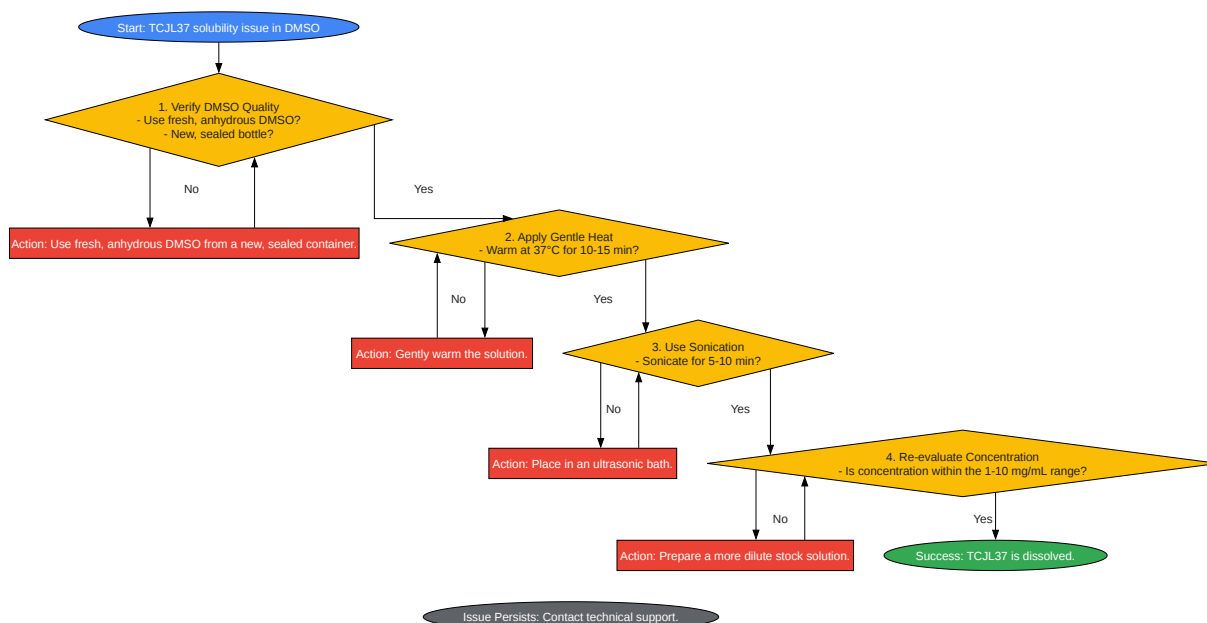 Start: TCJL37 solubility issue in DMSO
1. Verify DMSO Quality
- Use fresh, anhydrous DMSO?
- New, sealed bottle?
No
Yes
Action: Use fresh, anhydrous DMSO from a new, sealed container.
2. Apply Gentle Heat
- Warm at 37°C for 10-15 min?
No
Yes
Action: Gently warm the solution.
3. Use Sonication
- Sonicate for 5-10 min?
No
Yes
Action: Place in an ultrasonic bath.
4. Re-evaluate Concentration
- Is concentration within the 1-10 mg/mL range?
No
Yes
Action: Prepare a more dilute stock solution.
Success: TCJL37 is dissolved.
Issue Persists: Contact technical support.